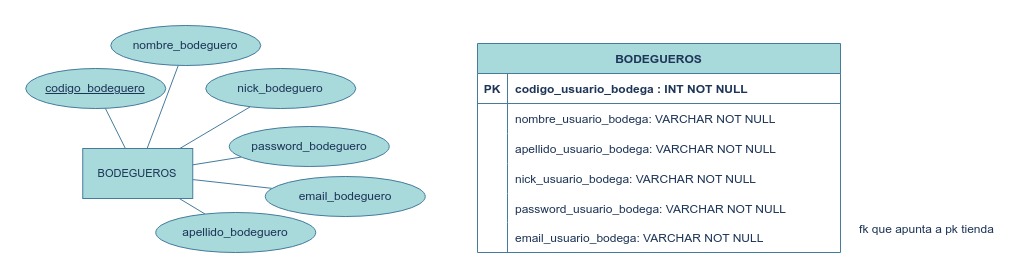 nombre_bodeguero
codigo_bodeguero
nick_bodeguero
password_bodeguero
BODEGUEROS
email_bodeguero
apellido_bodeguero
BODEGUEROS
PK codigo_usuario_bodega : INT NOT NULL
nombre_usuario_bodega: VARCHAR NOT NULL
apellido_usuario_bodega: VARCHAR NOT NULL
nick_usuario_bodega: VARCHAR NOT NULL
password_usuario_bodega: VARCHAR NOT NULL
email_usuario_bodega: VARCHAR NOT NULL
fk que apunta a pk tienda